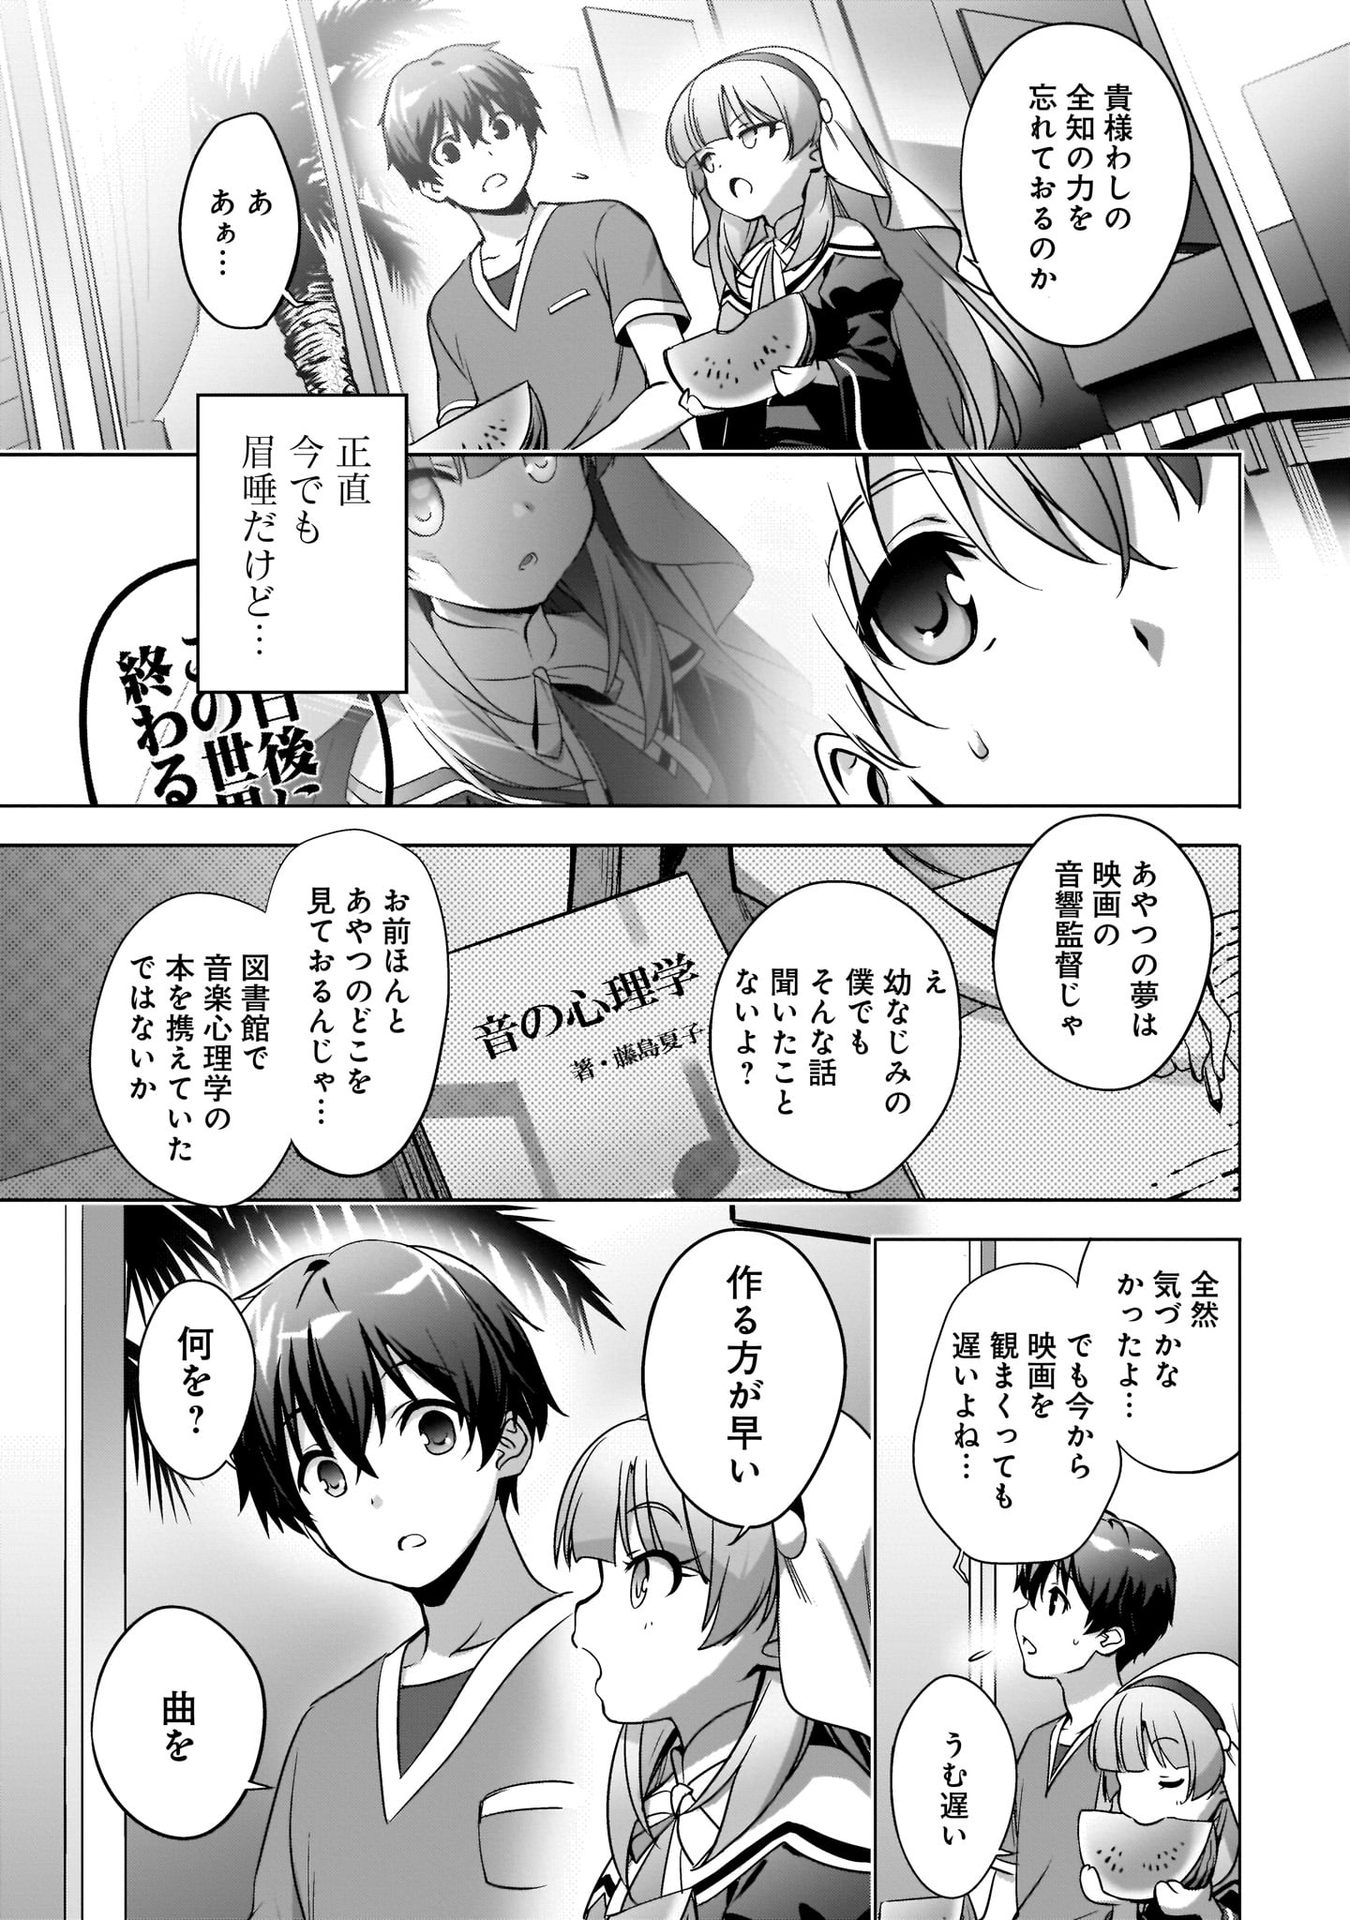 貴様わしの
全知の力を
忘れておるのか
あ
あぁ…
正直
今でも
眉唾だけど…
日後に
この世界
終わる
あやつの夢は
映画の
音響監督じゃ
え
幼なじみの
僕でも
そんな話
聞いたこと
ないよ?
音の心理学
著・藤島夏子
お前ほんと
あやつのどこを
見ておるんじゃ…
図書館で
音楽心理学の
本を携えていた
ではないか
全然
気づかな
かったよ…
でも今から
映画を
観まくっても
遅いよね…
うむ遅い
作る方が早い
何を?
曲を